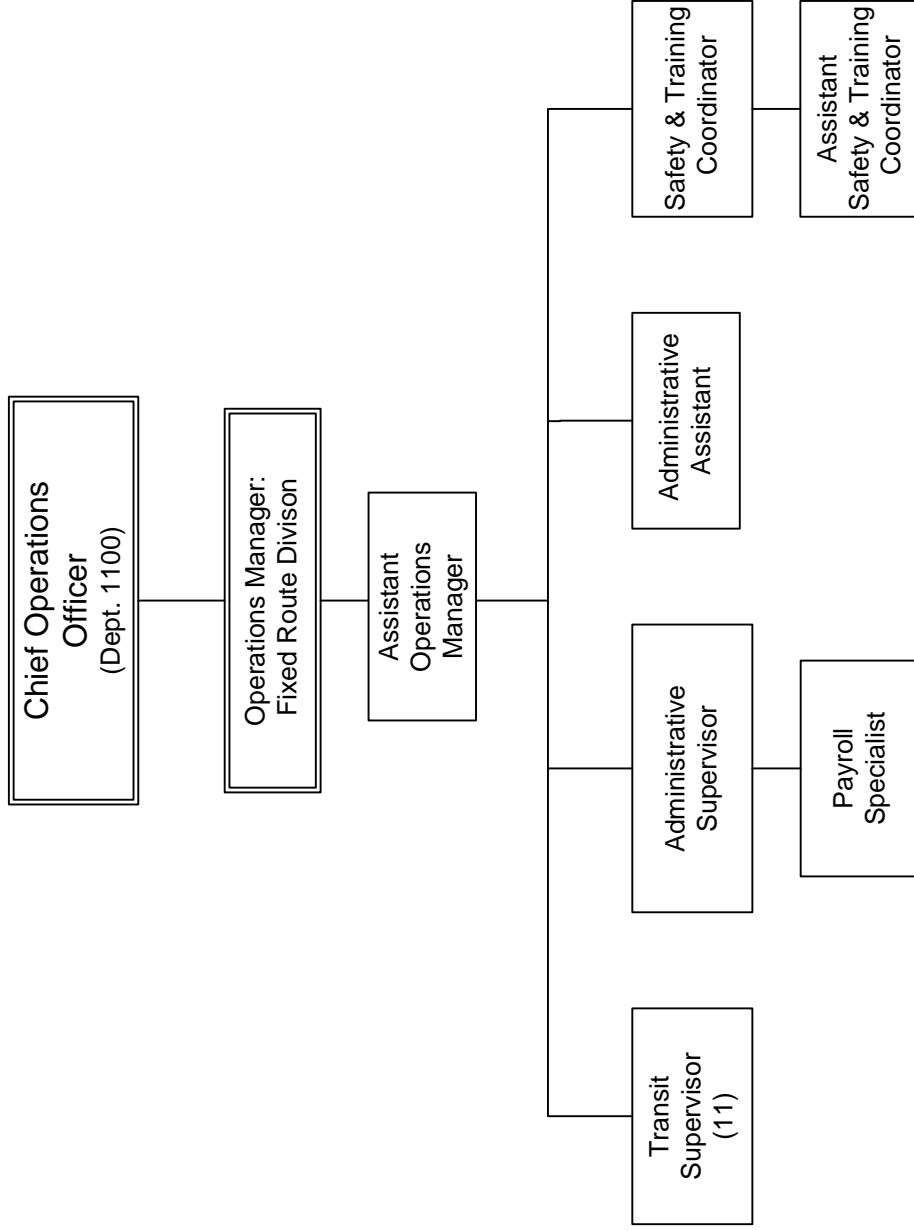 Chief Operations
Officer
(Dept. 1100)
Operations Manager:
Fixed Route Divison
Assistant
Operations
Manager
Transit
Supervisor
(11)
Administrative
Supervisor
Administrative
Assistant
Safety & Training
Coordinator
Payroll
Specialist
Assistant
Safety & Training
Coordinator